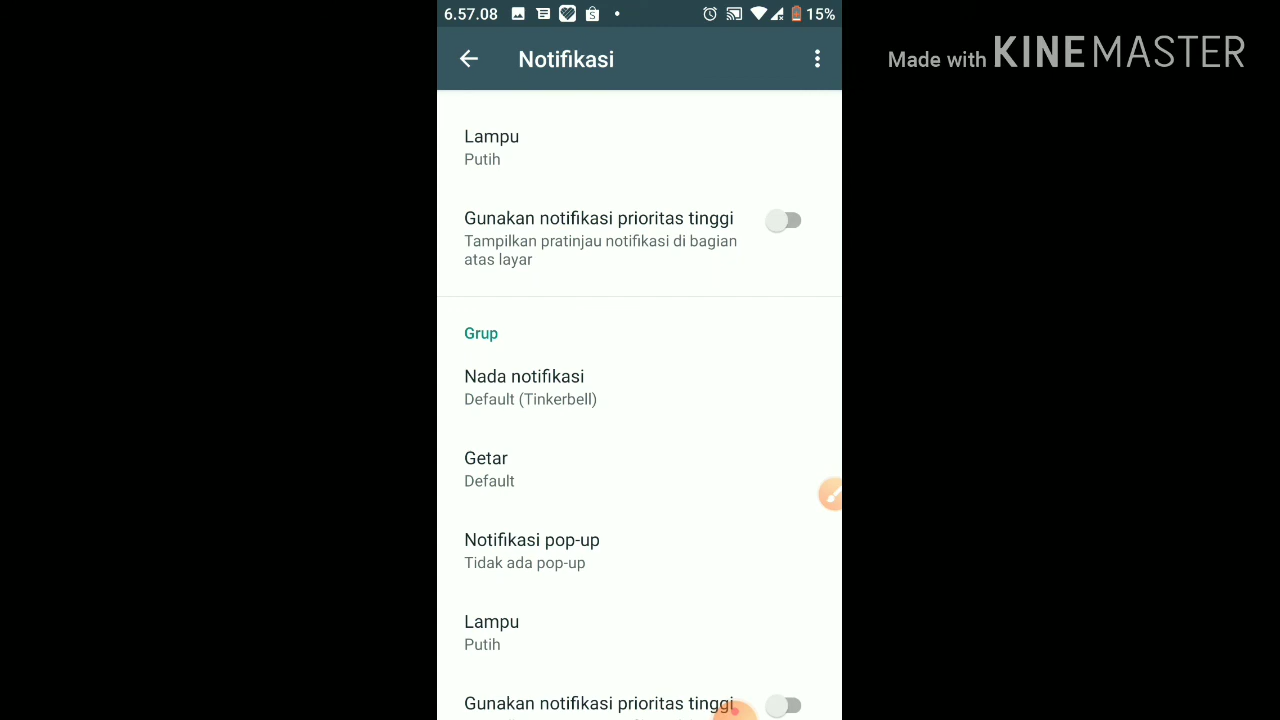 6.57.08
15%
Notifikasi
Made with KINEMASTER
Lampu
Putih
Gunakan notifikasi prioritas tinggi
Tampilkan pratinjau notifikasi di bagian
atas layar
Grup
Nada notifikasi
Default (Tinkerbell)
Getar
Default
Notifikasi pop-up
Tidak ada pop-up
Lampu
Putih
Gunakan notifikasi prioritas tinggi